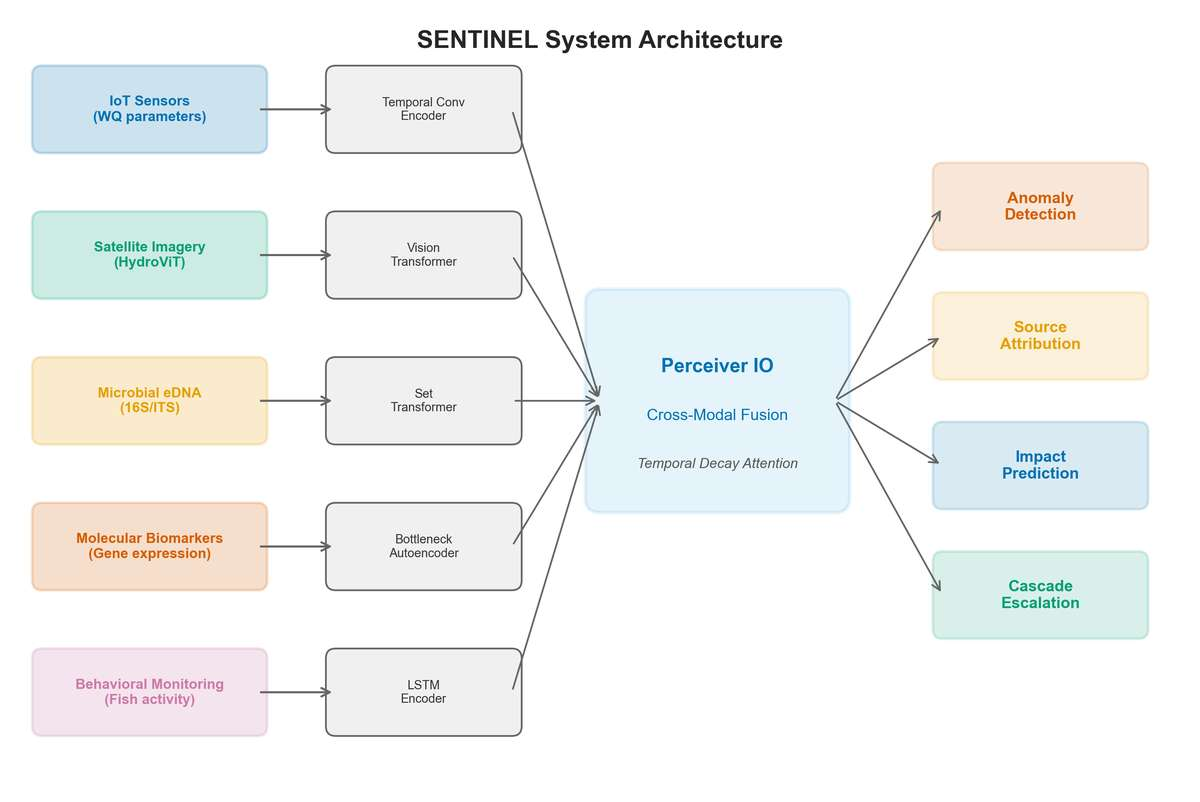 SENTINEL System Architecture
IoT Sensors
(WQ parameters)
Temporal Conv
Encoder
Satellite Imagery
(HydroViT)
Vision
Transformer
Microbial eDNA
(16S/ITS)
Set
Transformer
Molecular Biomarkers
(Gene expression)
Bottleneck
Autoencoder
Behavioral Monitoring
(Fish activity)
LSTM
Encoder
Perceiver IO
Cross-Modal Fusion
Temporal Decay Attention
Anomaly
Detection
Source
Attribution
Impact
Prediction
Cascade
Escalation